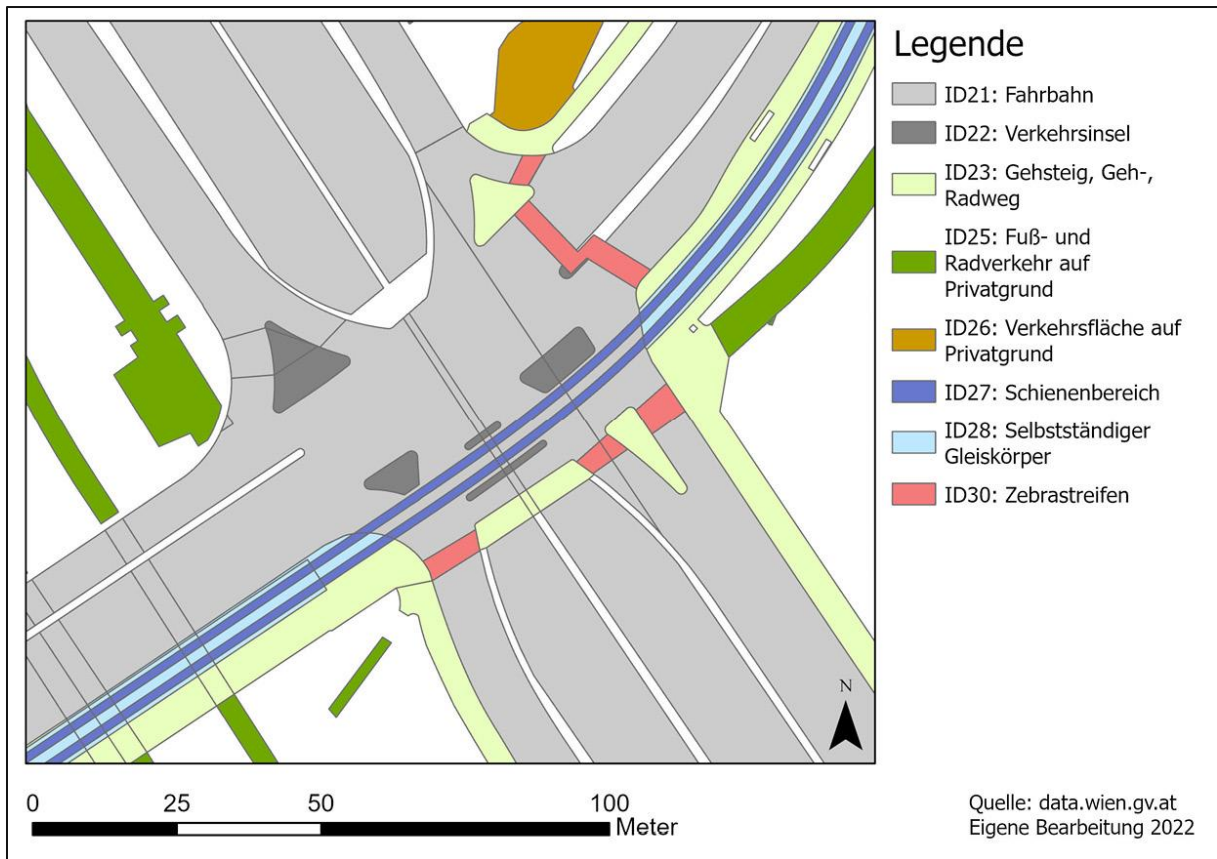 Legende
ID21: Fahrbahn
ID22: Verkehrsinsel
ID23: Gehsteig, Geh-,
Radweg
ID25: Fuß- und
Radverkehr auf
Privatgrund
ID26: Verkehrsfläche auf
Privatgrund
ID27: Schienenbereich
ID28: Selbstständiger
Gleiskörper
ID30: Zebrastreifen
N
0 25 50 100
Meter
Quelle: data.wien.gv.at
Eigene Bearbeitung 2022